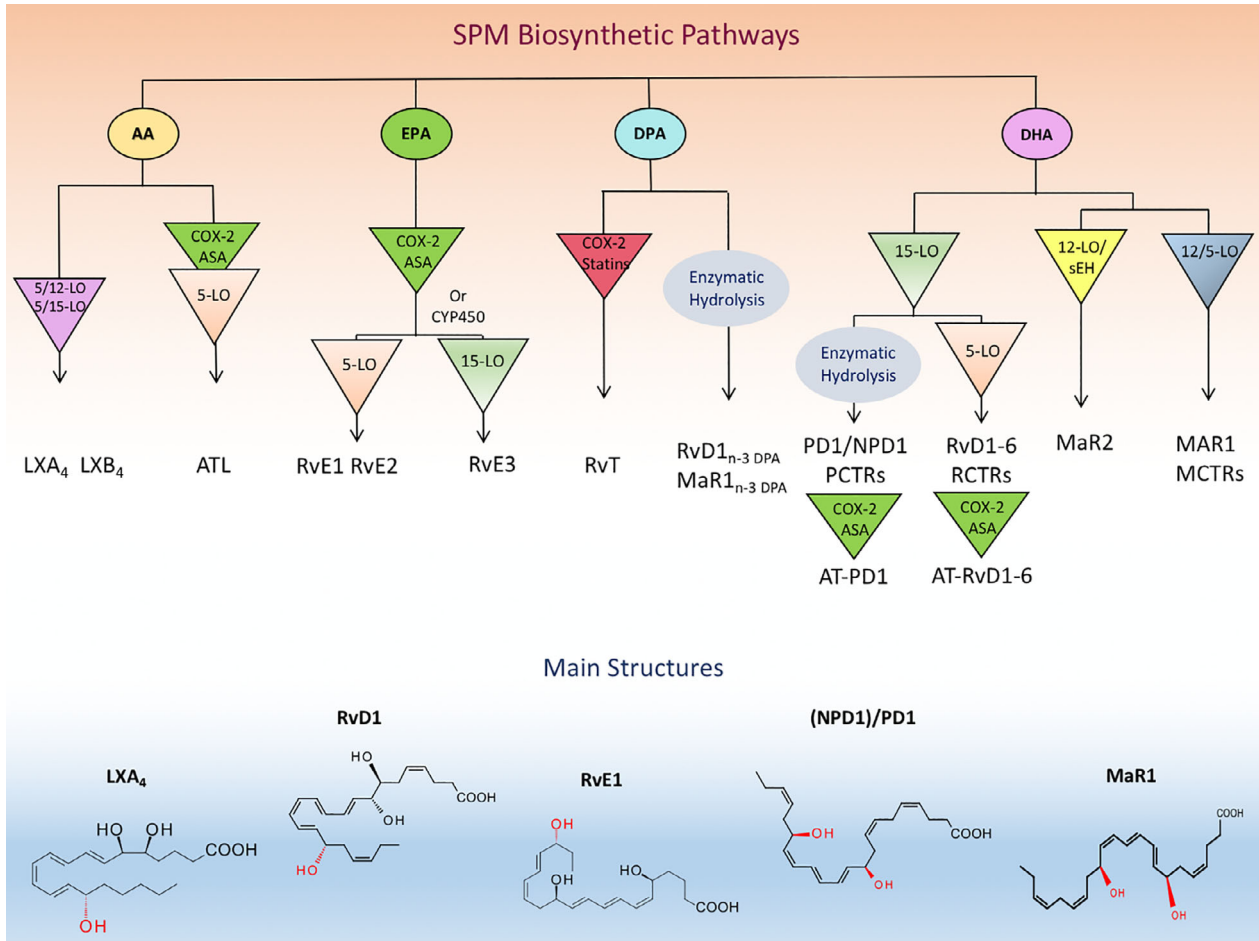 SPM Biosynthetic Pathways
AA
EPA
DPA
DHA
COX-2
ASA
5/12-LO
5/15-LO
5-LO
COX-2
ASA
Or
CYP450
5-LO
15-LO
COX-2
Statins
Enzymatic
Hydrolysis
15-LO
Enzymatic
Hydrolysis
5-LO
12-LO/
sEH
12/5-LO
LXA4 LXB4
ATL
RvE1 RvE2
RvE3
RvT
RvD1n-3 DPA
MaR1n-3 DPA
PD1/NPD1
PCTRs
COX-2
ASA
AT-PD1
RvD1-6
RCTRs
COX-2
ASA
AT-RvD1-6
MaR2
MAR1
MCTRs
Main Structures
LXA4
HO OH
COOH
OH
RvD1
HO
COOH
OH
HO
RvE1
OH
HO
HO
COOH
(NPD1)/PD1
OH
COOH
OH
MaR1
COOH
OH
OH